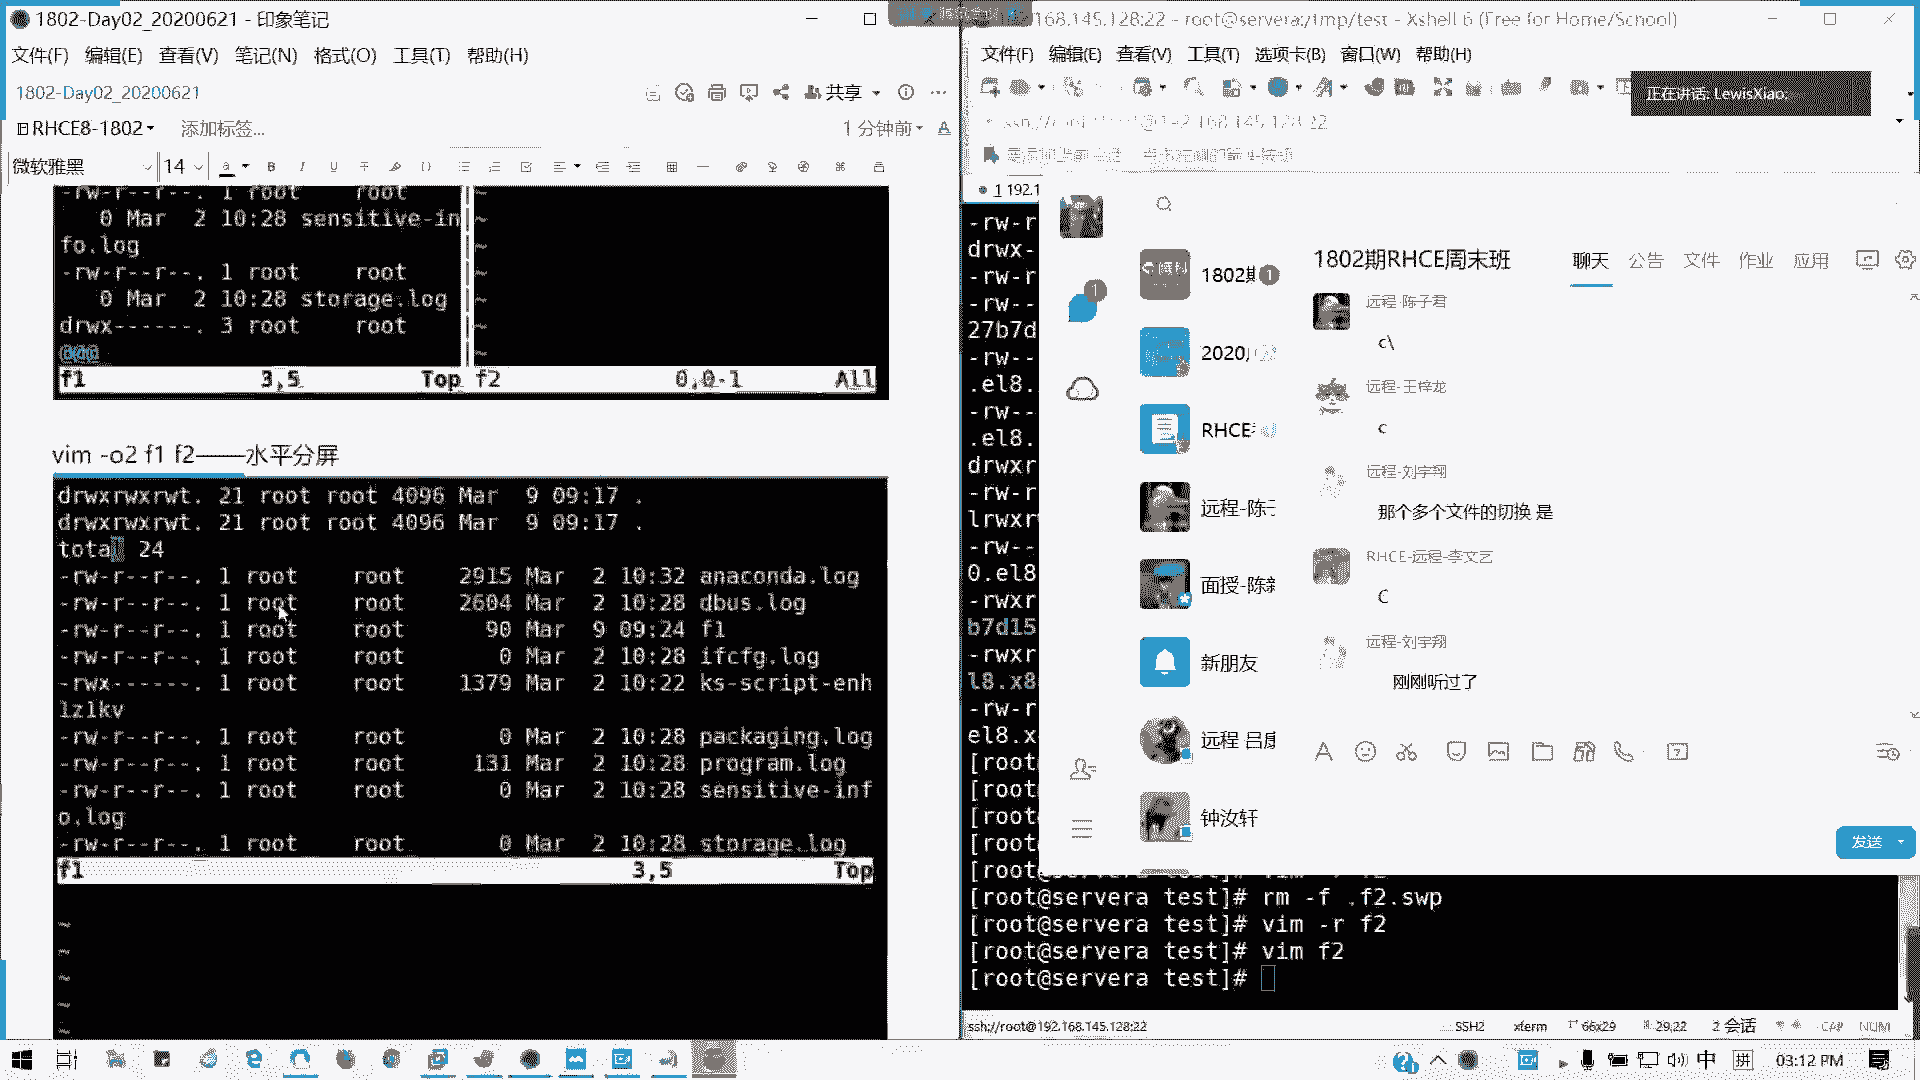 1802-Day02_20200621 - 印象笔记
文件(F) 编辑(E) 查看(V) 笔记(N) 格式(O) 工具(T) 帮助(H)
1802-Day02_20200621
共享
RHCE8-1802
添加标签...
1 分钟前
微软雅黑
14
-rw-r--r--. 1 root root
0 Mar 2 10:28 sensitive-in
fo.log
-rw-r--r--. 1 root root
0 Mar 2 10:28 storage.log
drwx------. 3 root root
@@@
f1 3,5 Top f2 0,0-1 All
vim -o2 f1 f2——水平分屏
drwxrwxrwt. 21 root root 4096 Mar 9 09:17 .
drwxrwxrwt. 21 root root 4096 Mar 9 09:17 .
total 24
-rw-r--r--. 1 root root 2915 Mar 2 10:32 anaconda.log
-rw-r--r--. 1 root root 2604 Mar 2 10:28 dbus.log
-rw-r--r--. 1 root root 90 Mar 9 09:24 f1
-rw-r--r--. 1 root root 0 Mar 2 10:28 ifcfg.log
-rwx------. 1 root root 1379 Mar 2 10:22 ks-script-enh
lzlkv
-rw-r--r--. 1 root root 0 Mar 2 10:28 packaging.log
-rw-r--r--. 1 root root 131 Mar 2 10:28 program.log
-rw-r--r--. 1 root root 0 Mar 2 10:28 sensitive-inf
o.log
-rw-r--r--. 1 root root 0 Mar 2 10:28 storage.log
f1 3,5 Top
~
~
~
~
~
.168.145.128:22 - root@servera:/tmp/test - Xshell 6 (Free for Home/School)
文件(F) 编辑(E) 查看(V) 工具(T) 选项卡(B) 窗口(W) 帮助(H)
正在讲话: LewisXiao;
1 192.1
-rw-r
drwx-
-rw-r
-rw--
27b7d
-rw--
.el8.
-rw--
.el8.
drwxr
-rw-r
lrwxr
-rw--
0.el8
-rwxr
b7d15
-rwxr
l8.x8
-rw-r
el8.x
[root
[root
[root
[root
[root
[root@servera test]# rm -f .f2.swp
[root@servera test]# vim -r f2
[root@servera test]# vim f2
[root@servera test]#
1802期 1
1
2020
RHCE
远程-陈子
面授-陈
新朋友
远程 吕
钟汝轩
1802期RHCE周末班
聊天 公告 文件 作业 应用
远程-陈子君
c\
远程-王梓龙
c
远程-刘宇翔
那个多个文件的切换 是
RHCE-远程-李文艺
C
远程-刘宇翔
刚刚听过了
发送
ssh://root@192.168.145.128:22 SSH2 xterm 66x29 29,22 2 会话 CAP NUM
中 拼 03:12 PM